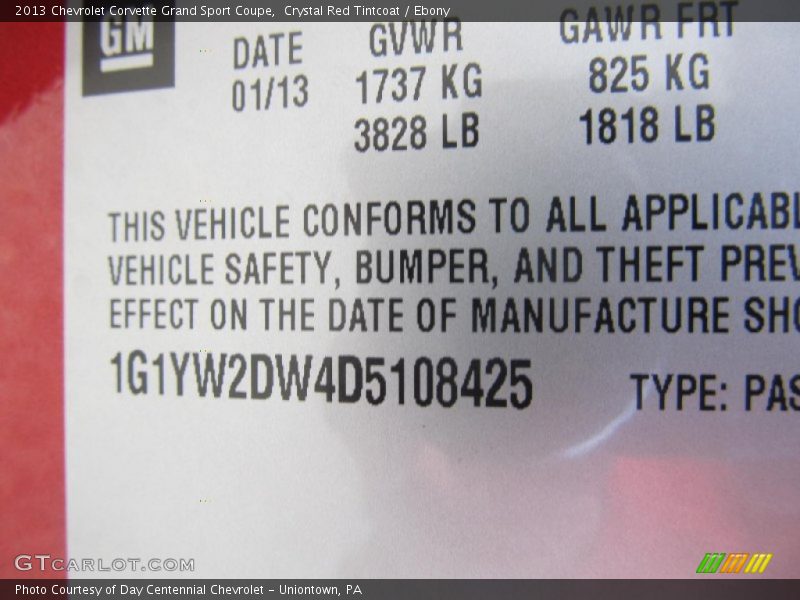 2013 Chevrolet Corvette Grand Sport Coupe,  Crystal Red Tintcoat / Ebony
GM
DATE GVWR GAWR FRT
01/13 1737 KG 825 KG
3828 LB 1818 LB
THIS VEHICLE CONFORMS TO ALL APPLICABL
VEHICLE SAFETY, BUMPER, AND THEFT PREV
EFFECT ON THE DATE OF MANUFACTURE SHO
1G1YW2DW4D5108425 TYPE: PAS
GTCARLOT.COM
Photo Courtesy of Day Centennial Chevrolet - Uniontown, PA